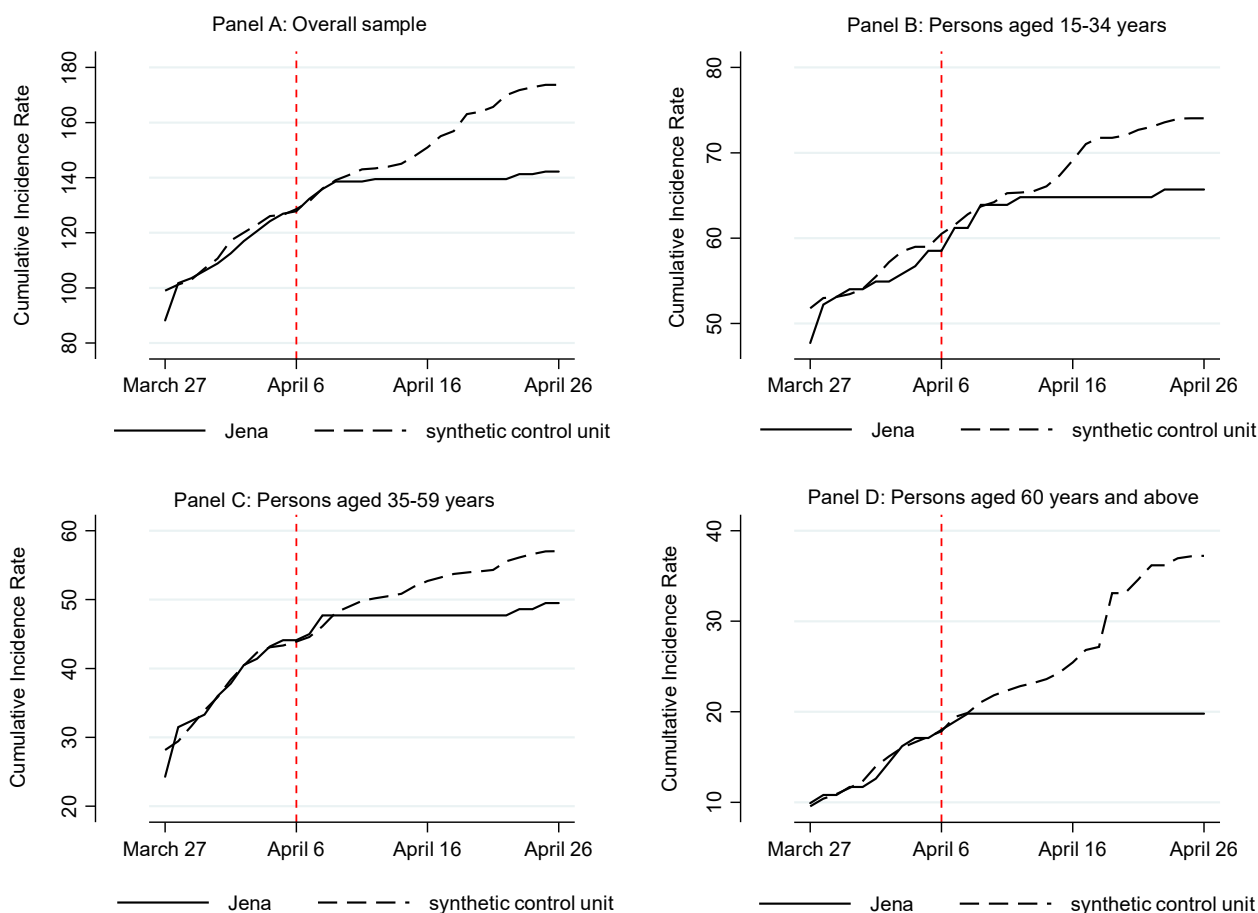 Panel A: Overall sample
Cumulative Incidence Rate
180
160
140
120
100
80
March 27 April 6 April 16 April 26
Jena synthetic control unit
Panel B: Persons aged 15-34 years
Cumulative Incidence Rate
80
70
60
50
March 27 April 6 April 16 April 26
Jena synthetic control unit
Panel C: Persons aged 35-59 years
Cumulative Incidence Rate
60
50
40
30
20
March 27 April 6 April 16 April 26
Jena synthetic control unit
Panel D: Persons aged 60 years and above
Cumultative Incidence Rate
40
30
20
10
March 27 April 6 April 16 April 26
Jena synthetic control unit